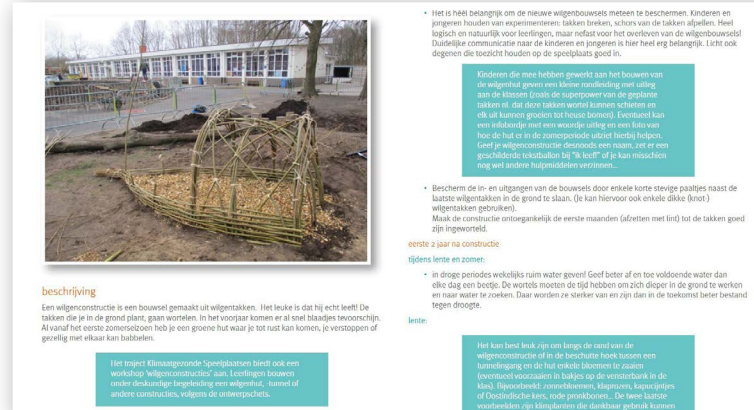 beschrijving
Een wilgenconstructie is een bouwsel gemaakt uit wilgentakken. Het leuke is dat hij echt leeft! De
takken die je in de grond plant, gaan wortelen. In het voorjaar komen er al snel blaadjes tevoorschijn.
Al vanaf het eerste zomerseizoen heb je een groene hut waar je tot rust kan komen, je verstoppen of
gezellig met elkaar kan babbelen.
Het traject Klimaatgezonde Speelplaatsen biedt ook een
workshop 'wilgenconstructies' aan. Leerlingen bouwen
onder deskundige begeleiding een wilgenhut, -tunnel of
andere constructies, volgens de ontwerpschets.
• Het is héél belangrijk om de nieuwe wilgenbouwsels meteen te beschermen. Kinderen en
jongeren houden van experimenteren: takken breken, schors van de takken afpellen. Heel
logisch en natuurlijk voor leerlingen, maar nefast voor het overleven van de wilgenbouwsels!
Duidelijke communicatie naar de kinderen en jongeren is hier heel erg belangrijk. Licht ook
degenen die toezicht houden op de speelplaats goed in.
Kinderen die mee hebben gewerkt aan het bouwen van
de wilgenhut geven een kleine rondleiding met uitleg
aan de klassen (zoals de superpower van de geplante
takken nl. dat deze takken wortel kunnen schieten en
elk uit kunnen groeien tot heuse bomen). Eventueel kan
een infobordje met een woordje uitleg en een foto van
hoe de hut er in de zomerperiode uitziet hierbij helpen.
Geef je wilgenconstructie desnoods een naam, zet er een
geschilderde tekstballon bij "ik leef!" of je kan misschien
nog wel andere hulpmiddelen verzinnen...
• Bescherm de in- en uitgangen van de bouwsels door enkele korte stevige paaltjes naast de
laatste wilgentakken in de grond te slaan. (Je kan hiervoor ook enkele dikke (knot-)
wilgentakken gebruiken).
Maak de constructie ontoegankelijk de eerste maanden (afzetten met lint) tot de takken goed
zijn ingeworteld.
eerste 2 jaar na constructie
tijdens lente en zomer:
• in droge periodes wekelijks ruim water geven! Geef beter af en toe voldoende water dan
elke dag een beetje. De wortels moeten de tijd hebben om zich dieper in de grond te werken
en naar water te zoeken. Daar worden ze sterker van en zijn dan in de toekomst beter bestand
tegen droogte.
lente:
Het kan best leuk zijn om langs de rand van de
wilgenconstructie of in de beschutte hoek tussen een
tunnelingang en de hut enkele bloemen te zaaien
(eventueel voorzaaien in bakjes op de vensterbank in de
klas). Bijvoorbeeld: zonnebloemen, klaprozen, kapucijntjes
of Oostindische kers, rode pronkbonen... De twee laatste
voorbeelden zijn klimplanten die dankbaar gebruik kunnen